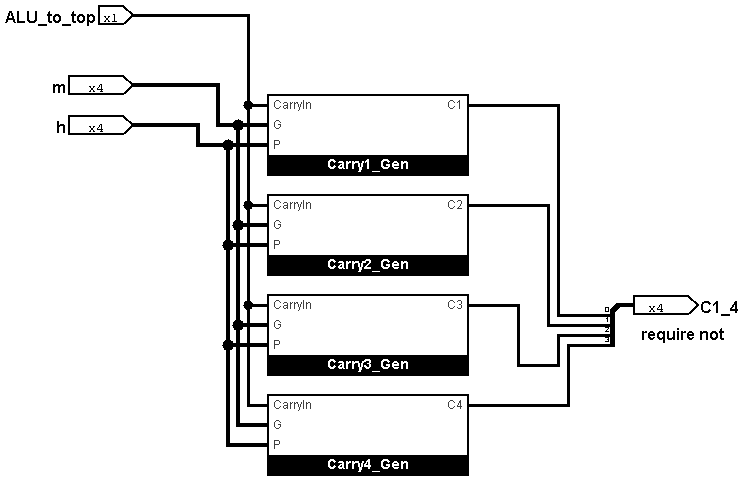 ALU_to_top x1
m x4
h x4
CarryIn C1
G
P
Carry1_Gen
CarryIn C2
G
P
Carry2_Gen
CarryIn C3
G
P
Carry3_Gen
CarryIn C4
G
P
Carry4_Gen
0
1
2
3
x4 C1_4
require not